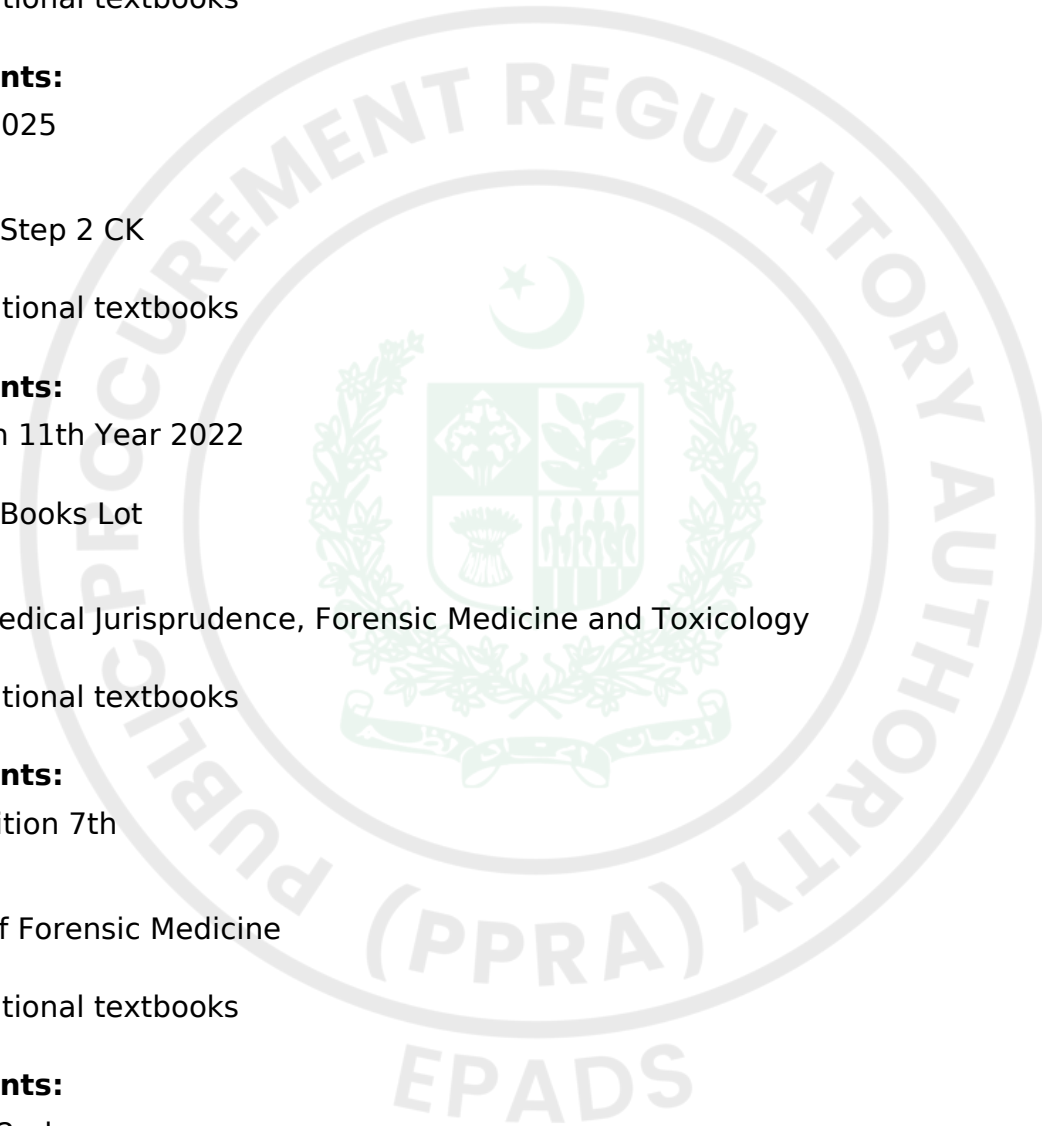 tional textbooks
nts:
025
Step 2 CK
tional textbooks
nts:
n 11th Year 2022
Books Lot
edical Jurisprudence, Forensic Medicine and Toxicology
tional textbooks
nts:
ition 7th
f Forensic Medicine
tional textbooks
nts:
PUBLIC PROCUREMENT REGULATORY AUTHORITY
(PPRA)
EPADS